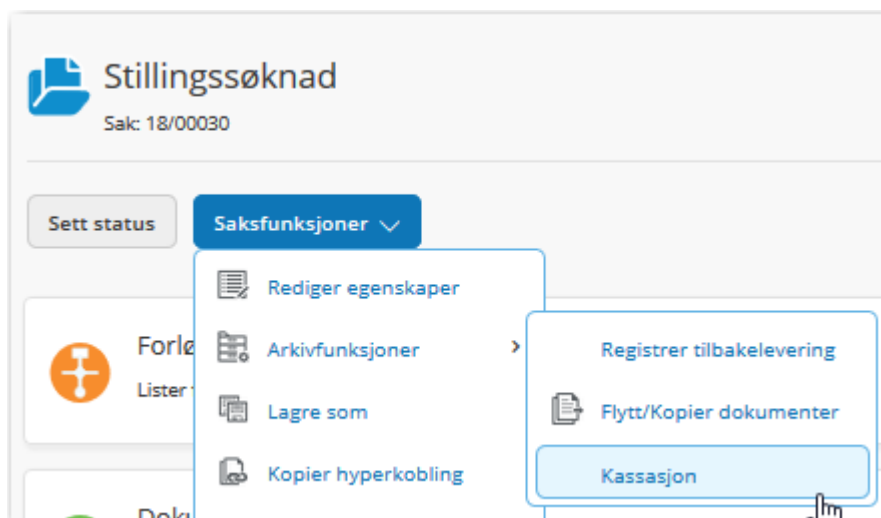 Stillingssøknad
Sak: 18/00030
Sett status
Saksfunksjoner
Rediger egenskaper
Arkivfunksjoner
Lagre som
Kopier hyperkobling
Registrer tilbakelevering
Flytt/Kopier dokumenter
Kassasjon
Lister